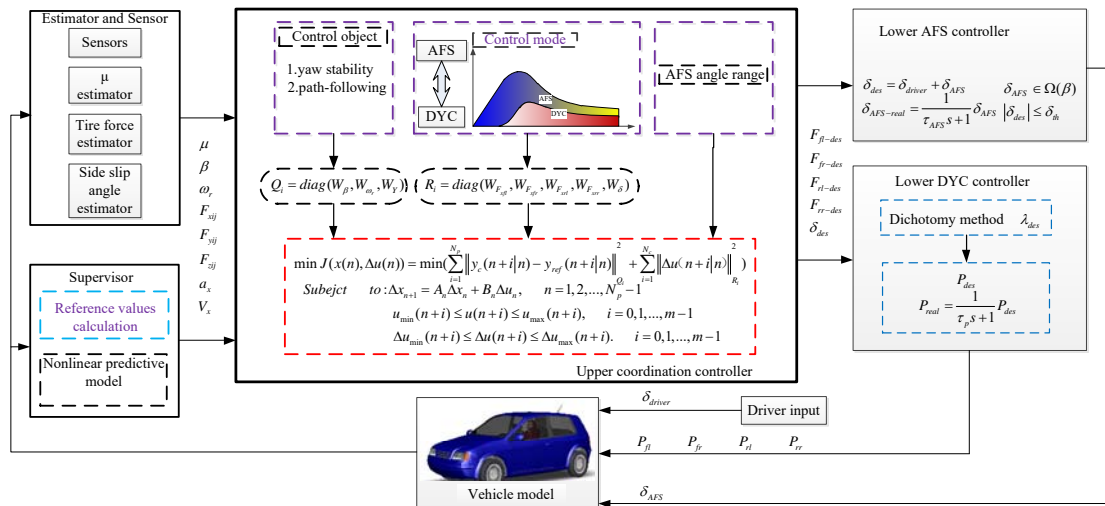 Estimator and Sensor
Sensors
μ
estimator
Tire force
estimator
Side slip
angle
estimator
Supervisor
Reference values
calculation
Nonlinear predictive
model
μ
β
ω_r
F_xij
F_yij
F_zij
a_x
V_x
Control object
1.yaw stability
2.path-following
Control mode
AFS
DYC
AFS
DYC
AFS angle range
Q_i = diag(W_β, W_ω_r, W_Y)
R_i = diag(W_F_xfl, W_F_xfr, W_F_xrl, W_F_xrr, W_δ)
min J(x(n), Δu(n)) = min(∑_{i=1}^{N_p} ‖y_c(n+i|n) − y_ref(n+i|n)‖²_{Q_i} + ∑_{i=1}^{N_c} ‖Δu(n+i|n)‖²_{R_i})
Subejct to: Δx_{n+1} = A_nΔx_n + B_nΔu_n, n = 1,2,...,N_p−1
u_min(n+i) ≤ u(n+i) ≤ u_max(n+i), i = 0,1,...,m−1
Δu_min(n+i) ≤ Δu(n+i) ≤ Δu_max(n+i). i = 0,1,...,m−1
Upper coordination controller
F_fl−des
F_fr−des
F_rl−des
F_rr−des
δ_des
Lower AFS controller
δ_des = δ_driver + δ_AFS δ_AFS ∈ Ω(β)
δ_AFS−real = 1/(τ_AFS s+1) δ_AFS |δ_des| ≤ δ_th
Lower DYC controller
Dichotomy method λ_des
P_des
P_real = 1/(τ_p s+1) P_des
δ_driver
Driver input
P_fl P_fr P_rl P_rr
δ_AFS
Vehicle model